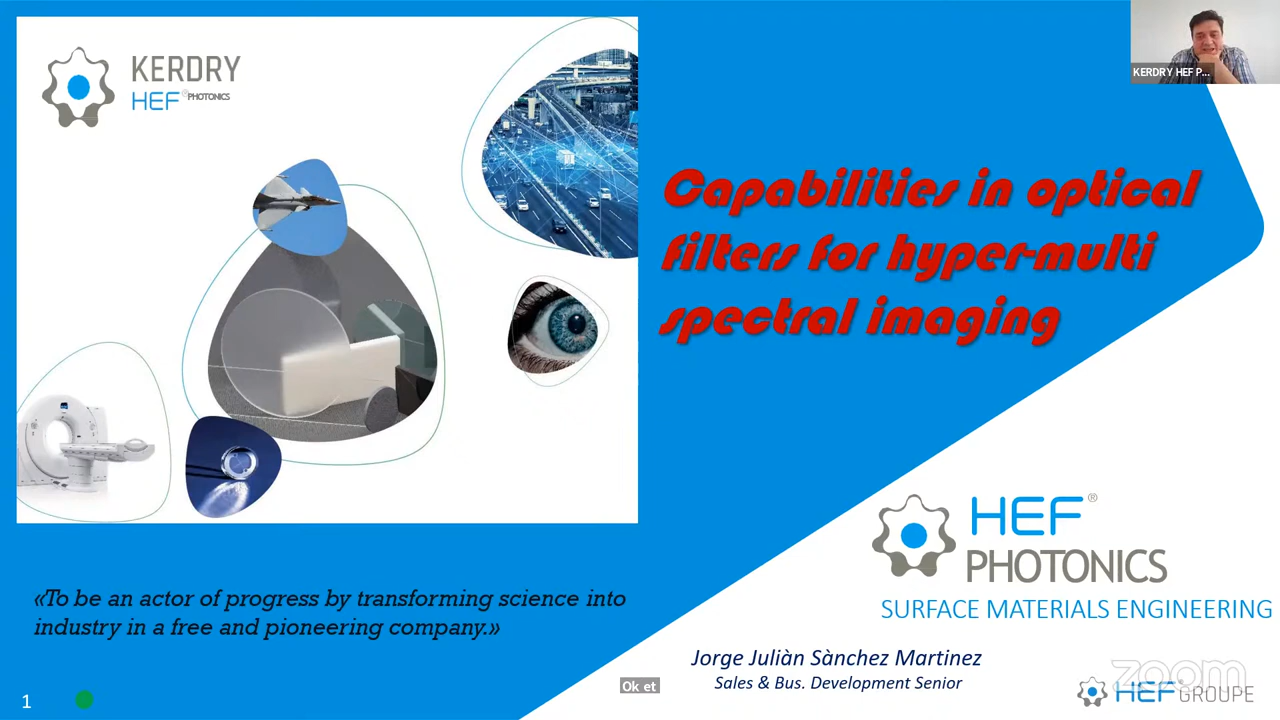 KERDRY
HEF® PHOTONICS
KERDRY HEF P...
Capabilities in optical
filters for hyper-multi
spectral imaging
HEF®
PHOTONICS
SURFACE MATERIALS ENGINEERING
«To be an actor of progress by transforming science into
industry in a free and pioneering company.»
Jorge Juliàn Sànchez Martinez
Sales & Bus. Development Senior
Ok et
zoom
HEF® GROUPE
1